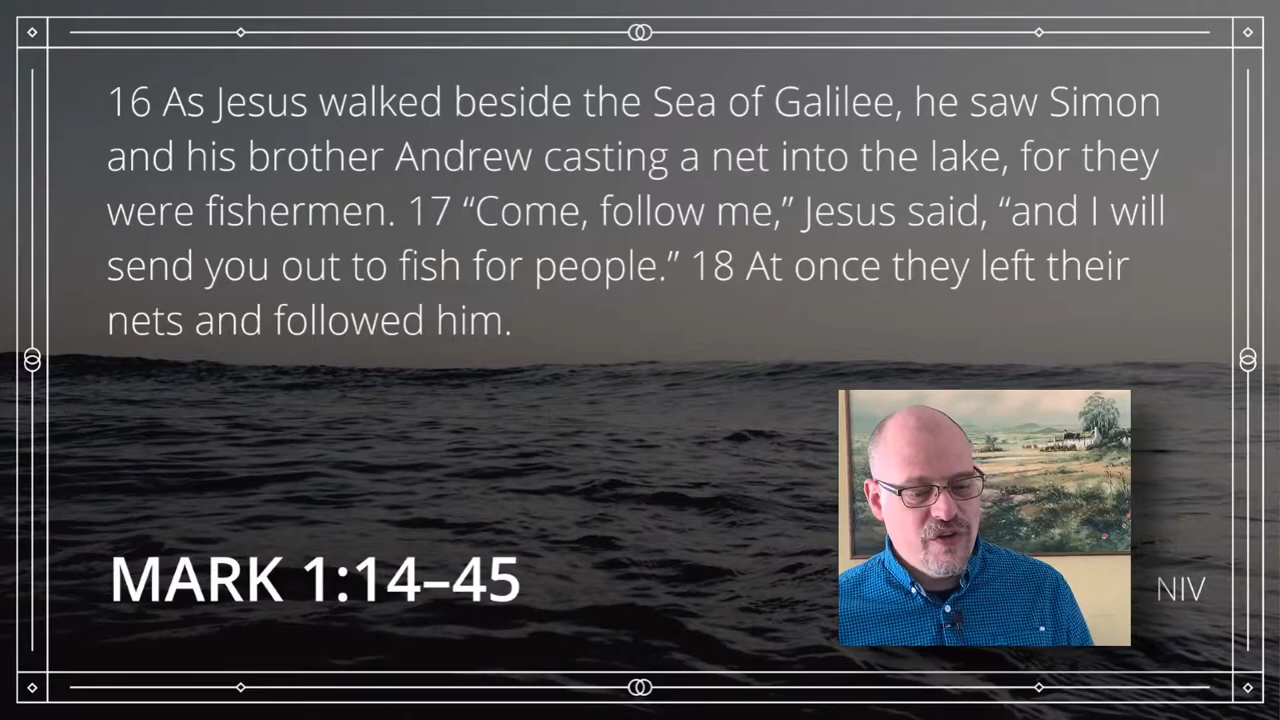 16 As Jesus walked beside the Sea of Galilee, he saw Simon
and his brother Andrew casting a net into the lake, for they
were fishermen. 17 “Come, follow me,” Jesus said, “and I will
send you out to fish for people.” 18 At once they left their
nets and followed him.
MARK 1:14–45
NIV